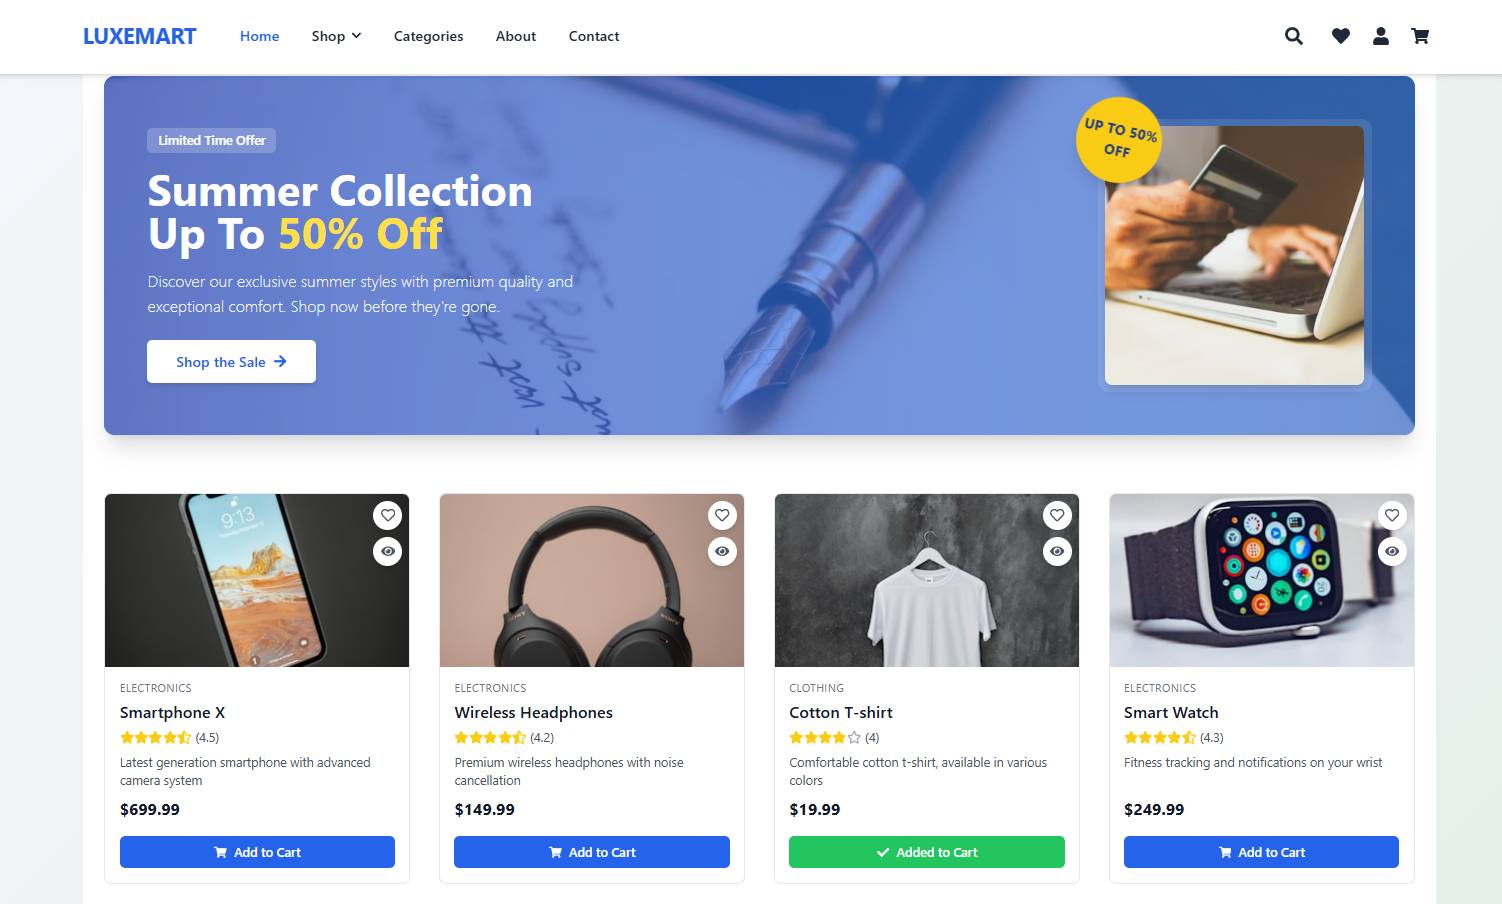 LUXEMART Home Shop Categories About Contact
Limited Time Offer
Summer Collection
Up To 50% Off
Discover our exclusive summer styles with premium quality and
exceptional comfort. Shop now before they're gone.
Shop the Sale
UP TO 50%
OFF
9:13
SONY SONY
ELECTRONICS
Smartphone X
(4.5)
Latest generation smartphone with advanced
camera system
$699.99
Add to Cart
ELECTRONICS
Wireless Headphones
(4.2)
Premium wireless headphones with noise
cancellation
$149.99
Add to Cart
CLOTHING
Cotton T-shirt
(4)
Comfortable cotton t-shirt, available in various
colors
$19.99
Added to Cart
ELECTRONICS
Smart Watch
(4.3)
Fitness tracking and notifications on your wrist
$249.99
Add to Cart